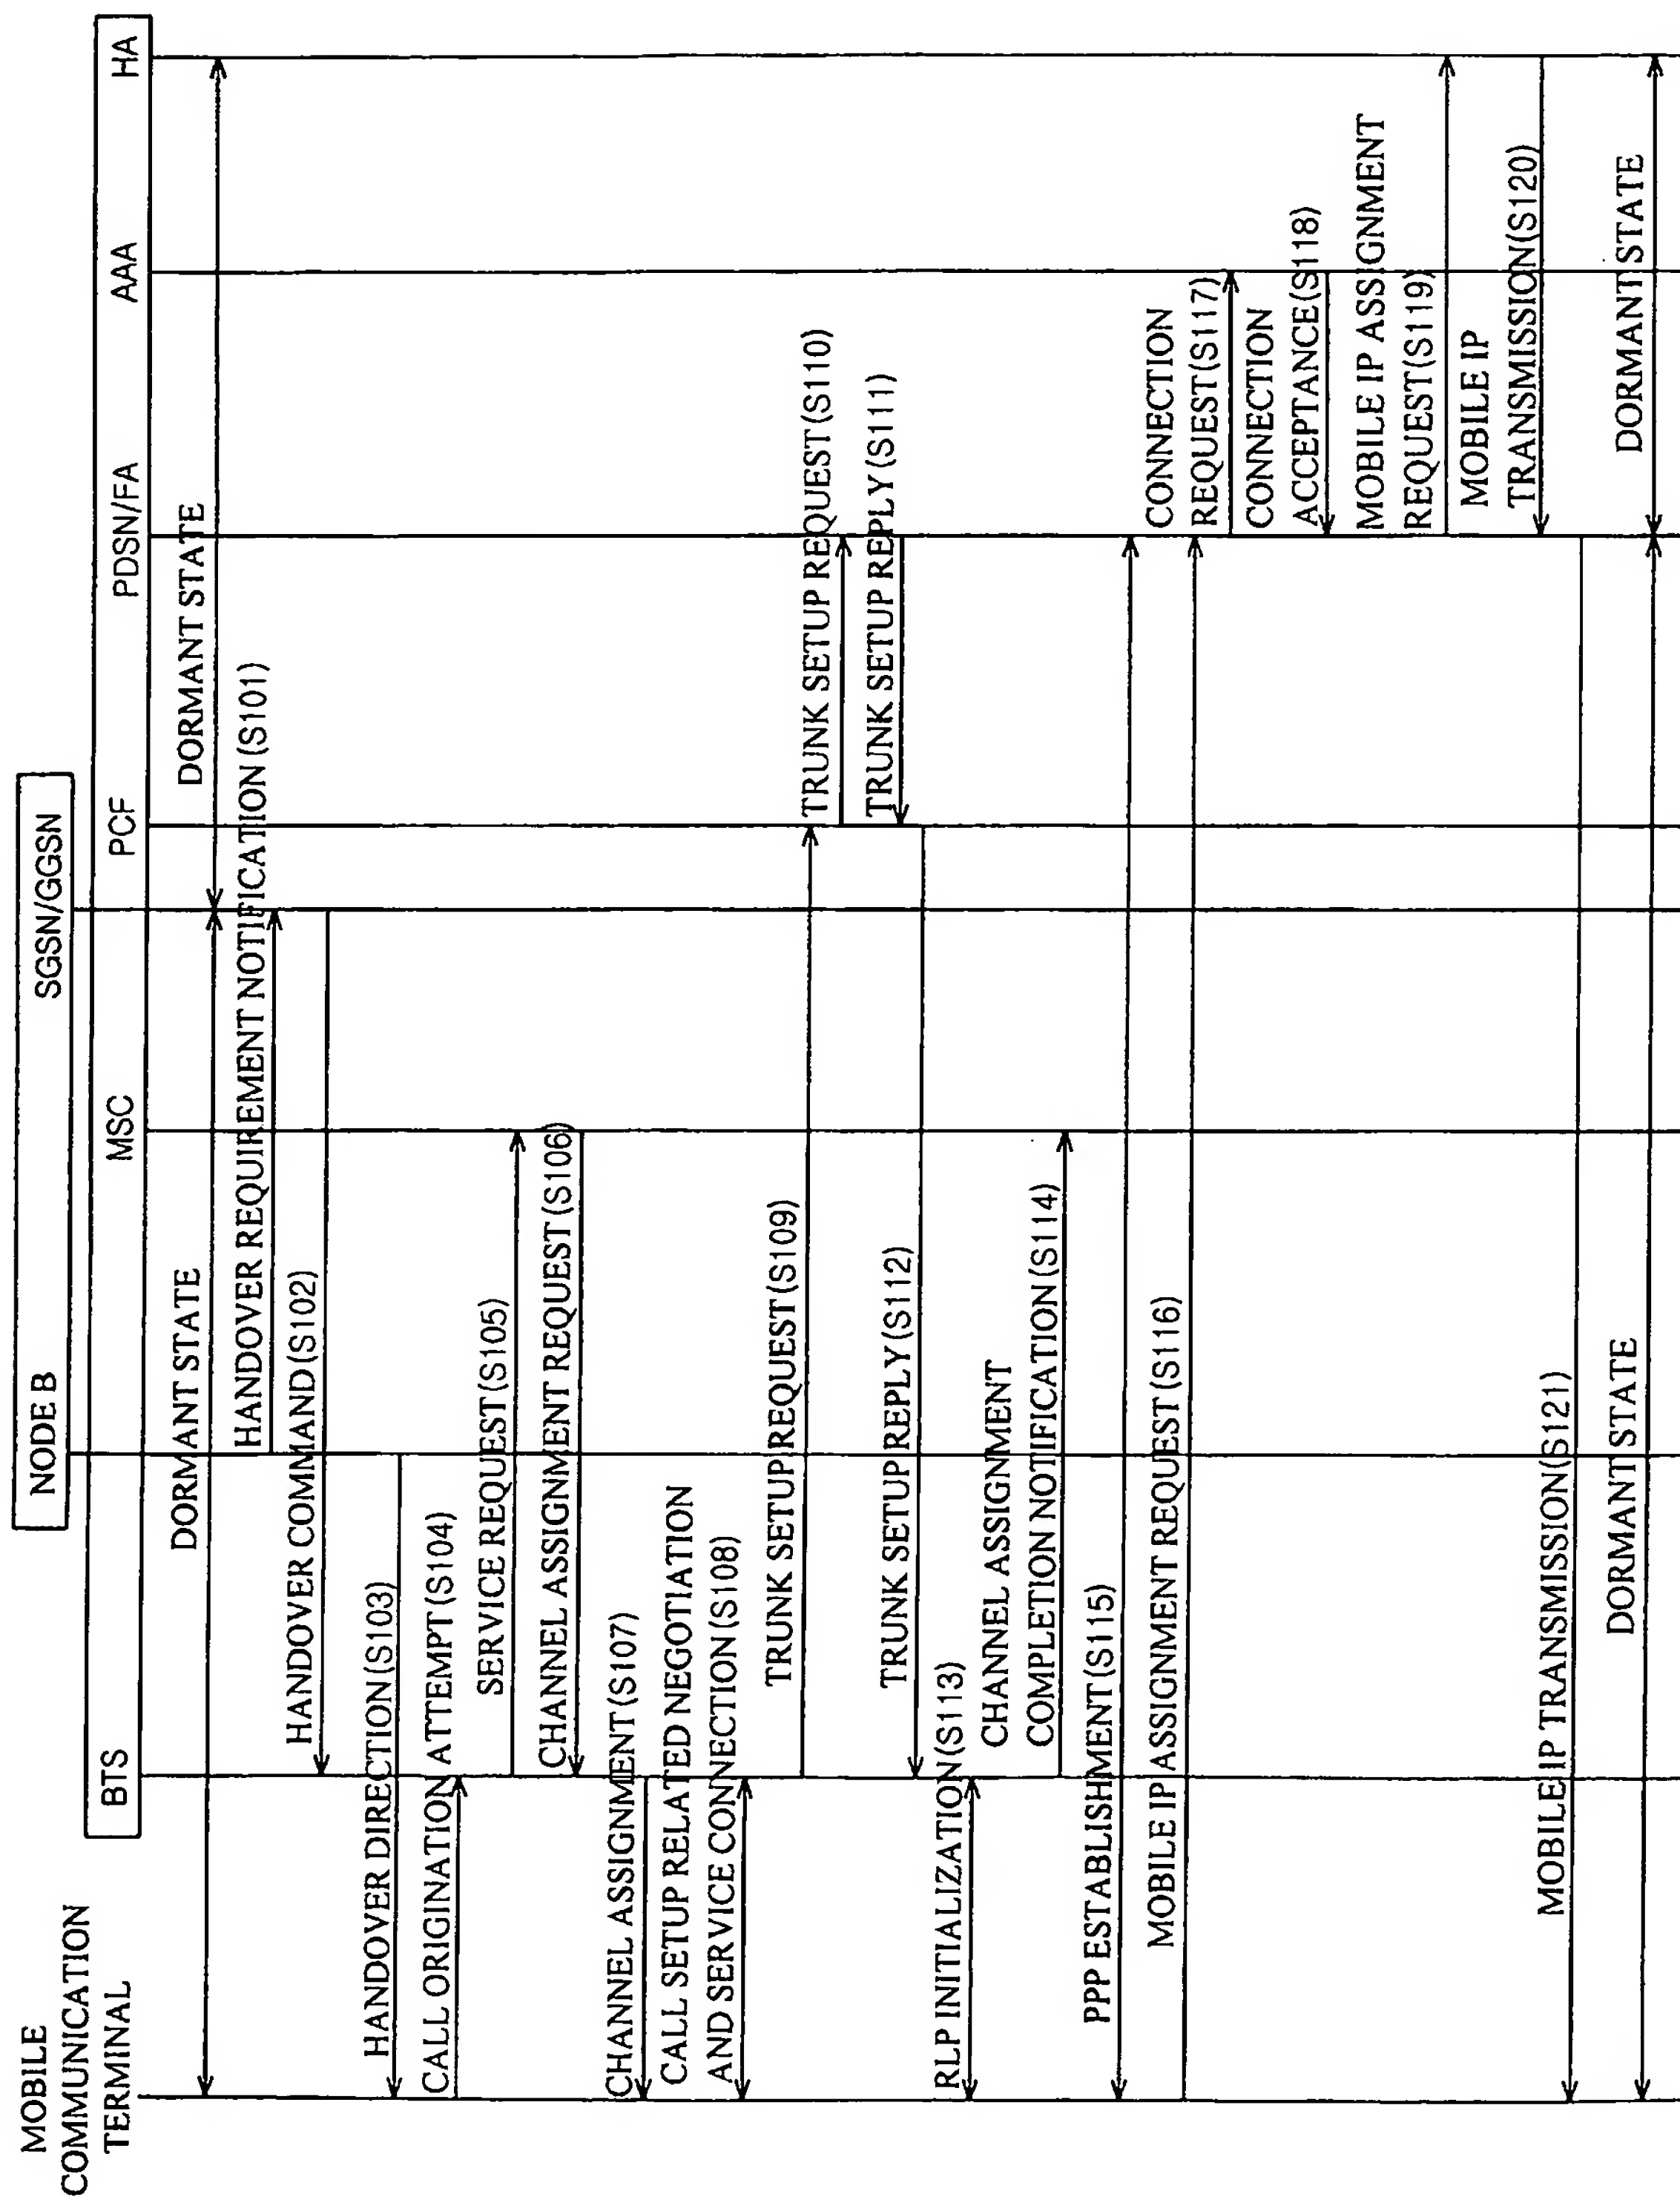 MOBILE
COMMUNICATION
TERMINAL
NODE B
SGSN/GGSN
BTS
MSC
PCF
PDSN/FA
AAA
HA
DORMANT STATE
DORMANT STATE
HANDOVER REQUIREMENT NOTIFICATION(S101)
HANDOVER COMMAND(S102)
HANDOVER DIRECTION(S103)
CALL ORIGINATION ATTEMPT(S104)
SERVICE REQUEST(S105)
CHANNEL ASSIGNMENT REQUEST(S106)
CHANNEL ASSIGNMENT(S107)
CALL SETUP RELATED NEGOTIATION
AND SERVICE CONNECTION(S108)
TRUNK SETUP REQUEST(S109)
TRUNK SETUP REQUEST(S110)
TRUNK SETUP REPLY(S111)
TRUNK SETUP REPLY(S112)
RLP INITIALIZATION(S113)
CHANNEL ASSIGNMENT
COMPLETION NOTIFICATION(S114)
PPP ESTABLISHMENT(S115)
MOBILE IP ASSIGNMENT REQUEST(S116)
CONNECTION
REQUEST(S117)
CONNECTION
ACCEPTANCE(S118)
MOBILE IP ASSIGNMENT
REQUEST(S119)
MOBILE IP
TRANSMISSION(S120)
MOBILE IP TRANSMISSION(S121)
DORMANT STATE
DORMANT STATE